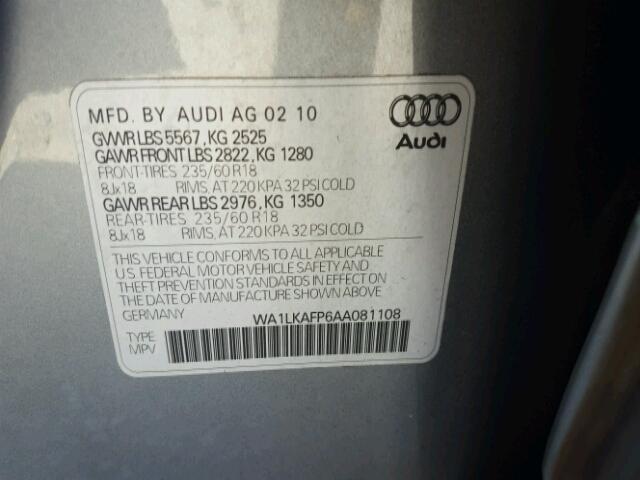 MFD. BY AUDI AG 02 10
GVWR LBS 5567, KG 2525
GAWR FRONT LBS 2822, KG 1280
FRONT-TIRES 235/60 R18
8Jx18 RIMS, AT 220 KPA 32 PSI COLD
GAWR REAR LBS 2976, KG 1350
REAR-TIRES 235/60 R18
8Jx18 RIMS, AT 220 KPA 32 PSI COLD
Audi
THIS VEHICLE CONFORMS TO ALL APPLICABLE
U.S. FEDERAL MOTOR VEHICLE SAFETY AND
THEFT PREVENTION STANDARDS IN EFFECT ON
THE DATE OF MANUFACTURE SHOWN ABOVE.
GERMANY WA1LKAFP6AA081108
TYPE:
MPV